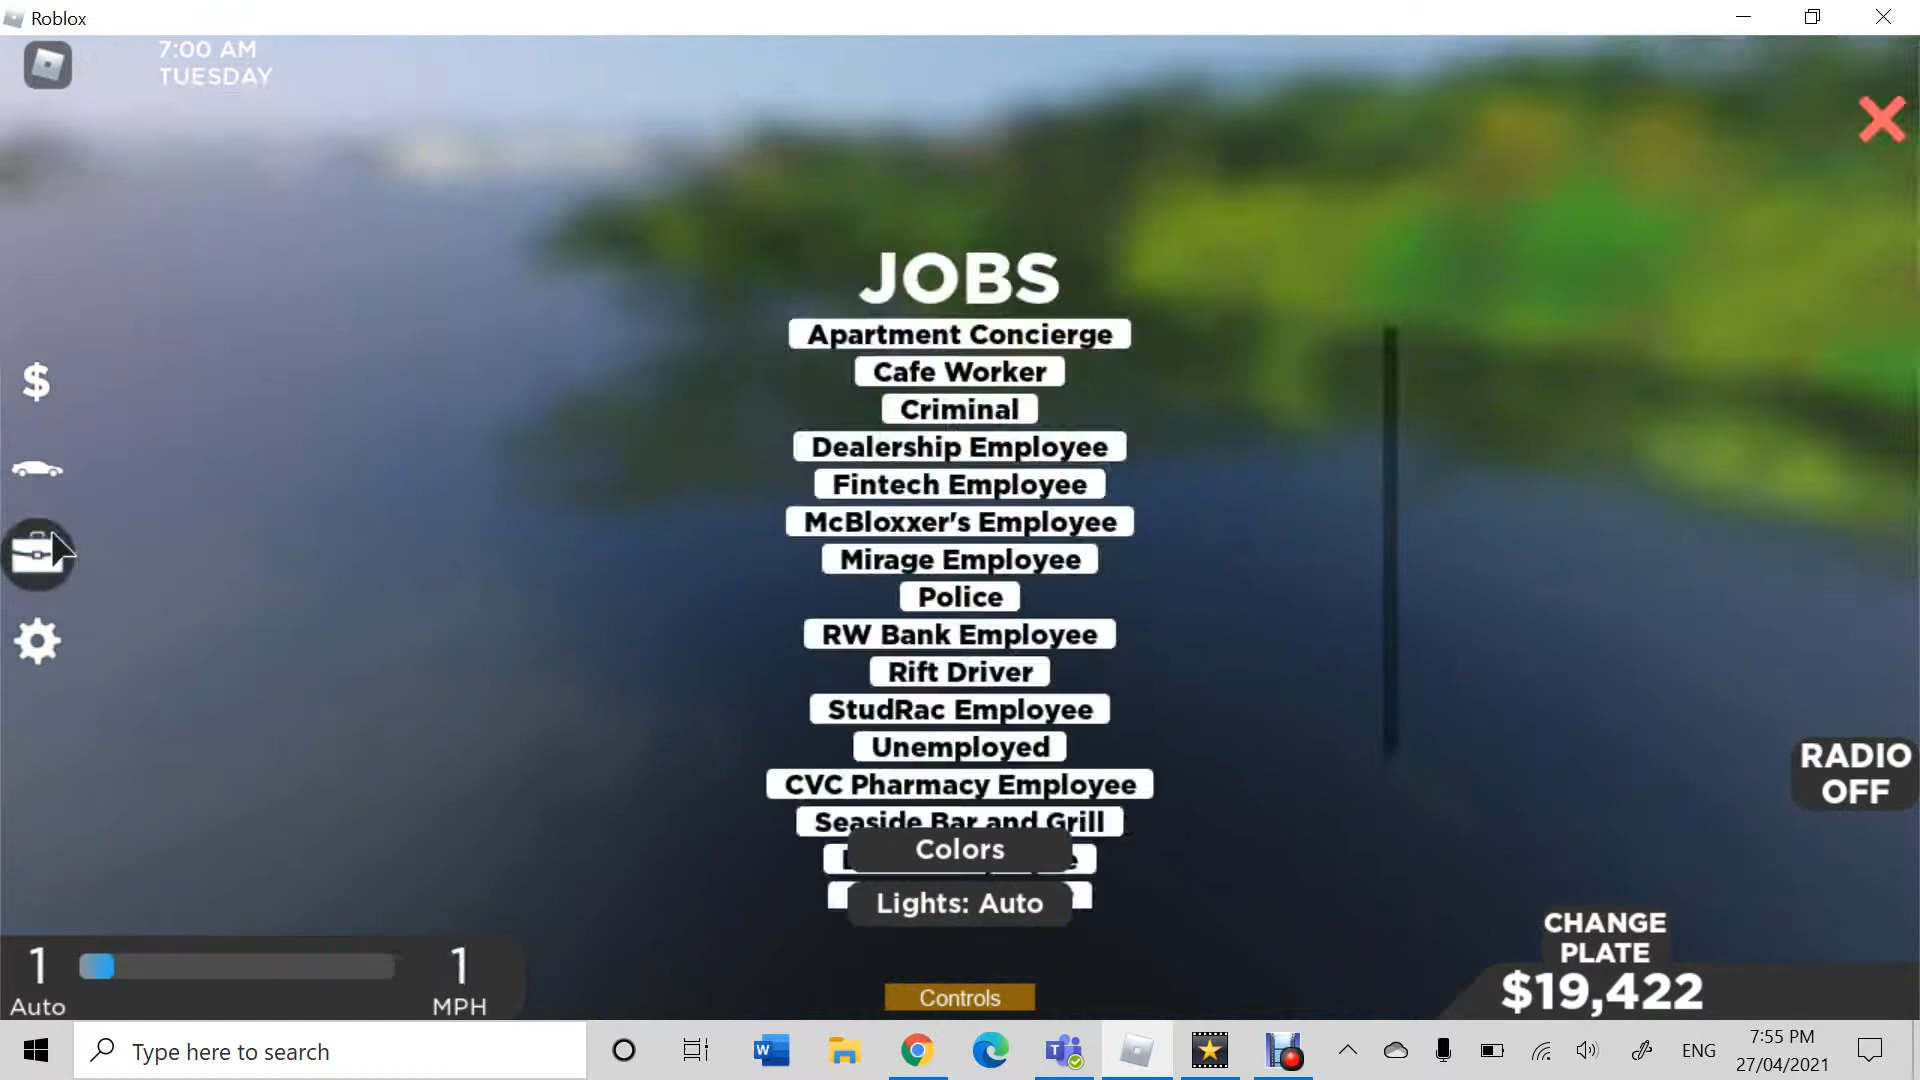 Roblox
7:00 AM
TUESDAY
JOBS
Apartment Concierge
Cafe Worker
Criminal
Dealership Employee
Fintech Employee
McBloxxer's Employee
Mirage Employee
Police
RW Bank Employee
Rift Driver
StudRac Employee
Unemployed
CVC Pharmacy Employee
Seaside Bar and Grill
Colors
Lights: Auto
$
RADIO
OFF
CHANGE
PLATE
$19,422
1
Auto
1
MPH
Controls
Type here to search
ENG
7:55 PM
27/04/2021